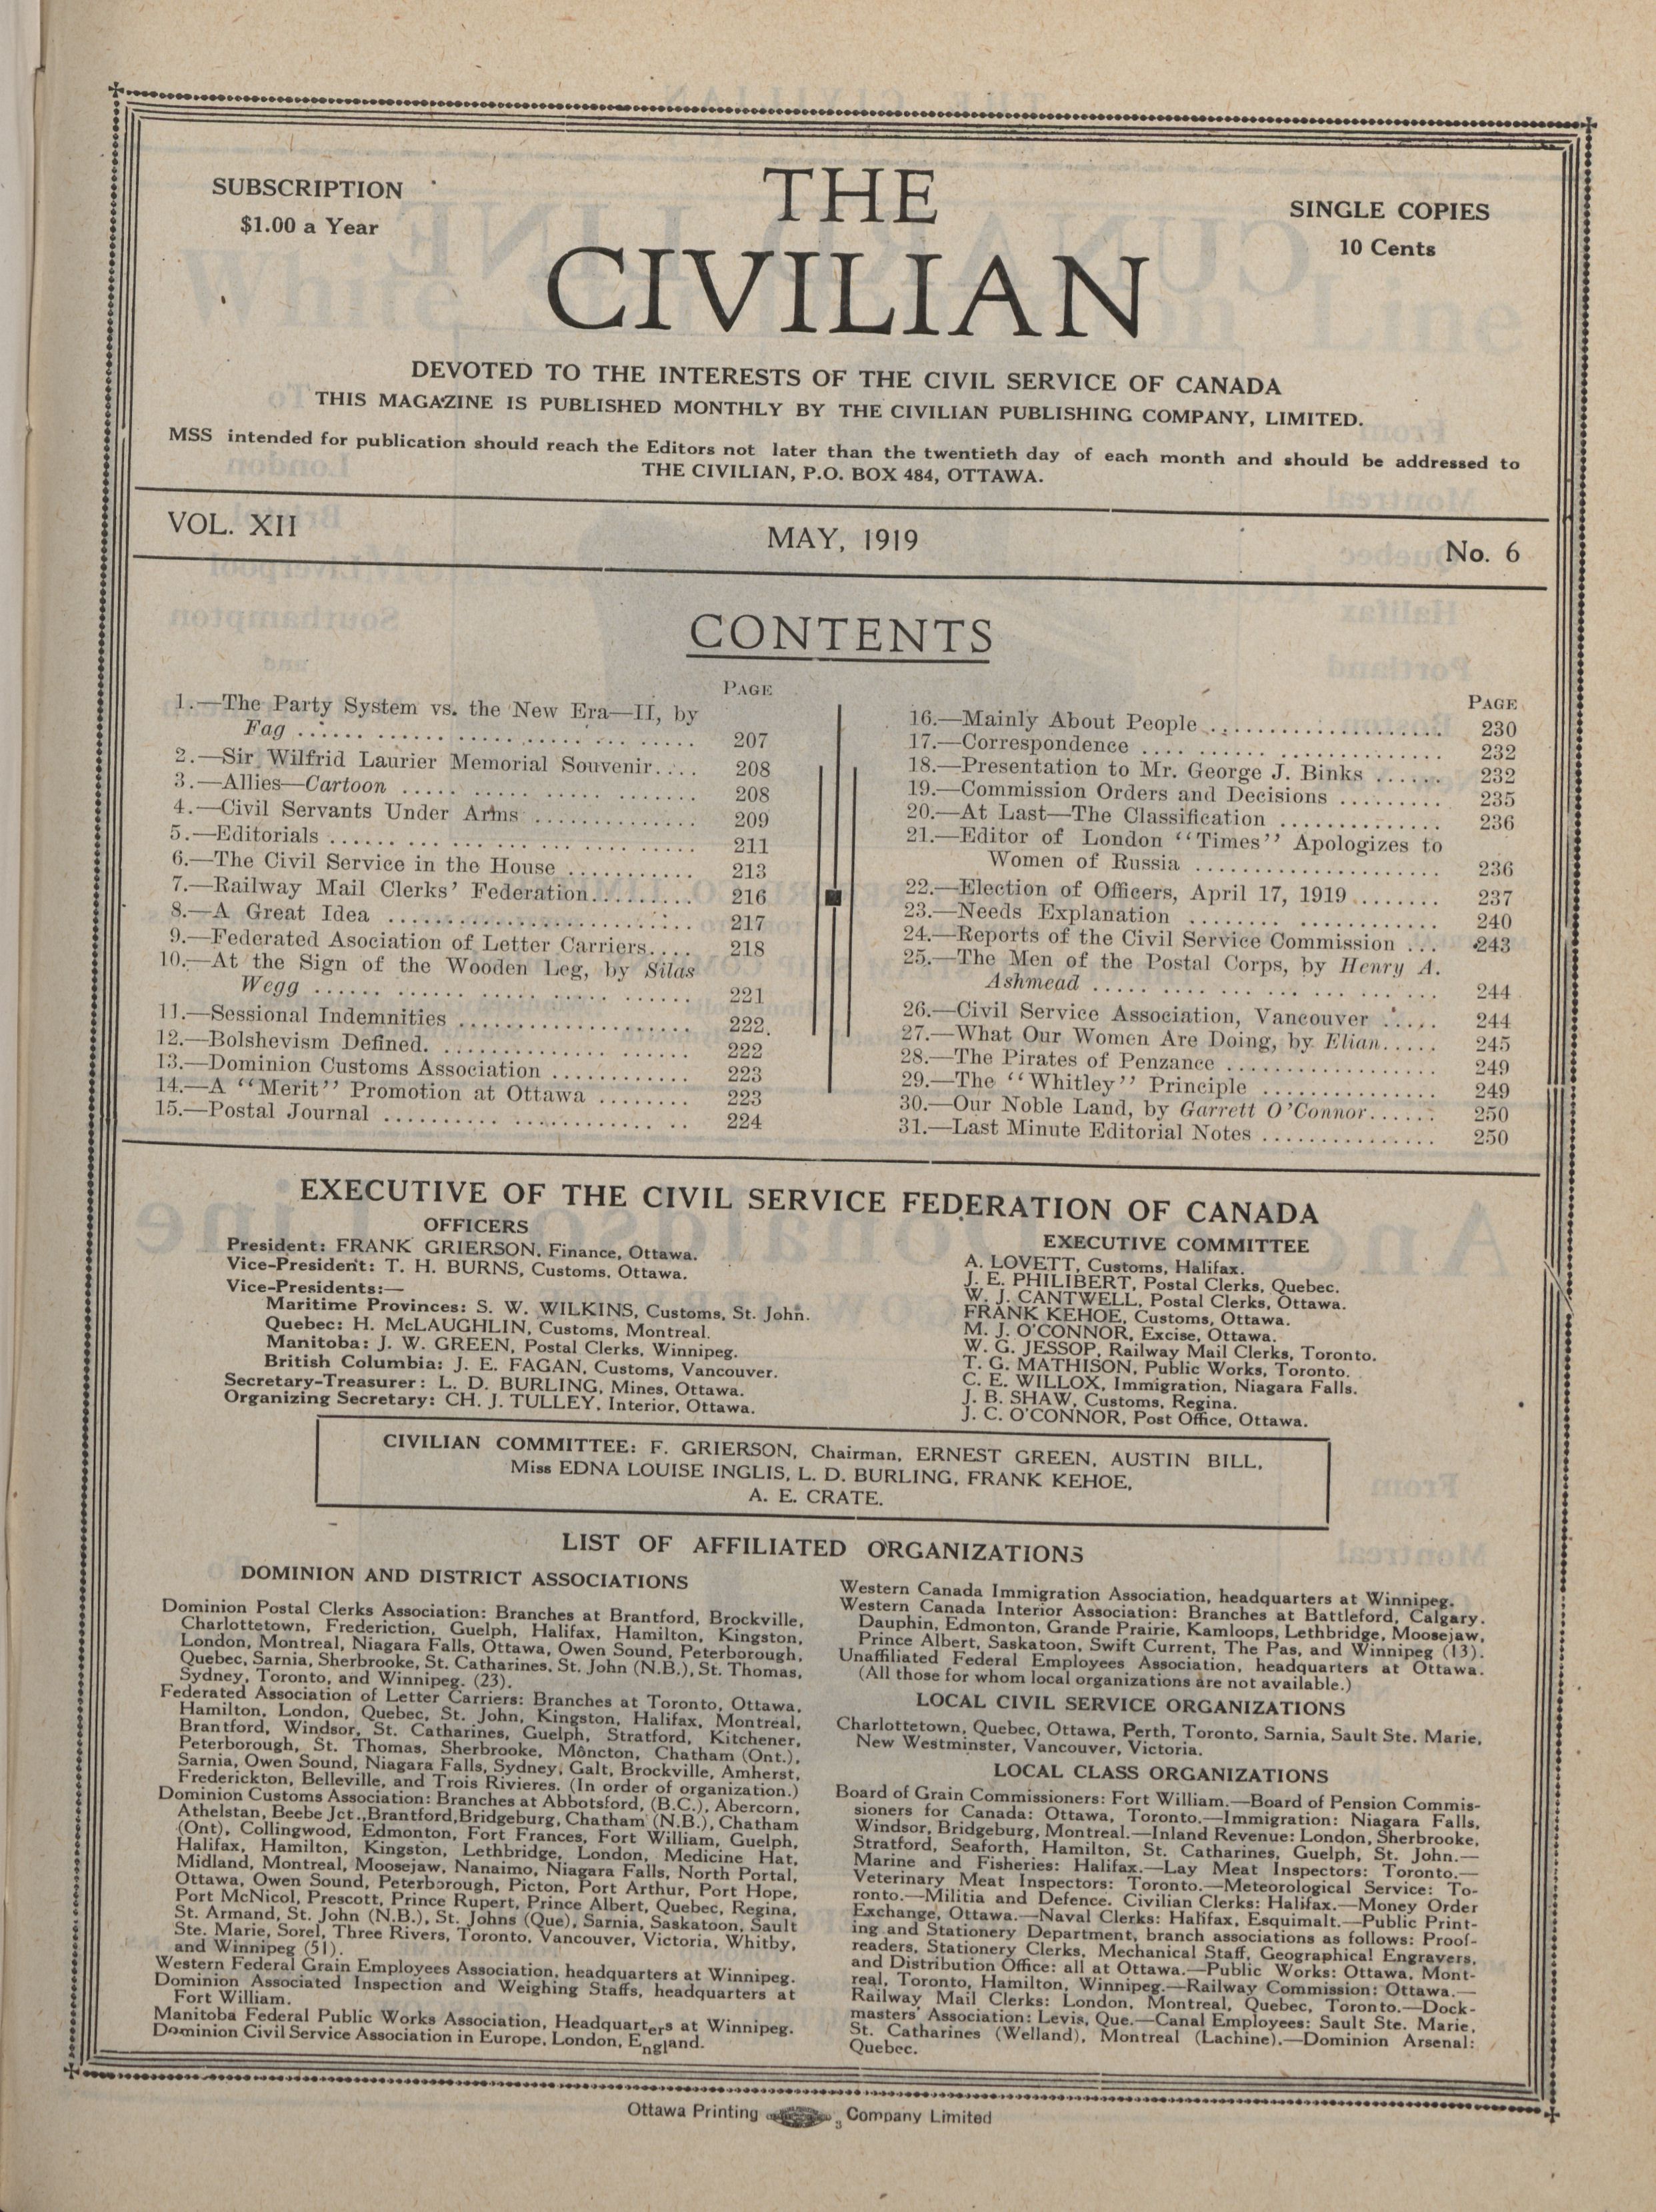 SUBSCRIPTION
$1.00 a Year
THE
CIVILIAN
SINGLE COPIES
10 Cents
DEVOTED TO THE INTERESTS OF THE CIVIL SERVICE OF CANADA
THIS MAGAZINE IS PUBLISHED MONTHLY BY THE CIVILIAN PUBLISHING COMPANY, LIMITED.
MSS intended for publication should reach the Editors not later than the twentieth day of each month and should be addressed to
THE CIVILIAN, P.O. BOX 484, OTTAWA.
VOL. XII
MAY, 1919
No. 6
CONTENTS
PAGE
1.—The Party System vs. the New Era—II, by
Fag ........ 207
2.—Sir Wilfrid Laurier Memorial Souvenir.... 208
3.—Allies—Cartoon ........ 208
4.—Civil Servants Under Arms ........ 209
5.—Editorials ........ 211
6.—The Civil Service in the House ........ 213
7.—Railway Mail Clerks' Federation........ 216
8.—A Great Idea ........ 217
9.—Federated Asociation of Letter Carriers.... 218
10.—At the Sign of the Wooden Leg, by Silas
Wegg ........ 221
11.—Sessional Indemnities ........ 222.
12.—Bolshevism Defined. ........ 222
13.—Dominion Customs Association ........ 223
14.—A "Merit" Promotion at Ottawa ........ 223
15.—Postal Journal ........ 224
PAGE
16.—Mainly About People ........ 230
17.—Correspondence ........ 232
18.—Presentation to Mr. George J. Binks ...... 232
19.—Commission Orders and Decisions ......... 235
20.—At Last—The Classification ........ 236
21.—Editor of London "Times" Apologizes to
Women of Russia ........ 236
22.—Election of Officers, April 17, 1919 ........ 237
23.—Needs Explanation ........ 240
24.—Reports of the Civil Service Commission ... 243
25.—The Men of the Postal Corps, by Henry A.
Ashmead ........ 244
26.—Civil Service Association, Vancouver ..... 244
27.—What Our Women Are Doing, by Elian..... 245
28.—The Pirates of Penzance ........ 249
29.—The "Whitley" Principle ........ 249
30.—Our Noble Land, by Garrett O'Connor...... 250
31.—Last Minute Editorial Notes ........ 250
EXECUTIVE OF THE CIVIL SERVICE FEDERATION OF CANADA
OFFICERS
President: FRANK GRIERSON, Finance, Ottawa.
Vice-President: T. H. BURNS, Customs, Ottawa.
Vice-Presidents:—
Maritime Provinces: S. W. WILKINS, Customs, St. John.
Quebec: H. McLAUGHLIN, Customs, Montreal.
Manitoba: J. W. GREEN, Postal Clerks, Winnipeg.
British Columbia: J. E. FAGAN, Customs, Vancouver.
Secretary-Treasurer: L. D. BURLING, Mines, Ottawa.
Organizing Secretary: CH. J. TULLEY, Interior, Ottawa.
EXECUTIVE COMMITTEE
A. LOVETT, Customs, Halifax.
J. E. PHILIBERT, Postal Clerks, Quebec.
W. J. CANTWELL, Postal Clerks, Ottawa.
FRANK KEHOE, Customs, Ottawa.
M. J. O'CONNOR, Excise, Ottawa.
W. G. JESSOP, Railway Mail Clerks, Toronto.
T. G. MATHISON, Public Works, Toronto.
C. E. WILLOX, Immigration, Niagara Falls.
J. B. SHAW, Customs, Regina.
J. C. O'CONNOR, Post Office, Ottawa.
CIVILIAN COMMITTEE: F. GRIERSON, Chairman, ERNEST GREEN, AUSTIN BILL,
Miss EDNA LOUISE INGLIS, L. D. BURLING, FRANK KEHOE,
A. E. CRATE.
LIST OF AFFILIATED ORGANIZATIONS
DOMINION AND DISTRICT ASSOCIATIONS
Dominion Postal Clerks Association: Branches at Brantford, Brockville,
Charlottetown, Frederiction, Guelph, Halifax, Hamilton, Kingston,
London, Montreal, Niagara Falls, Ottawa, Owen Sound, Peterborough,
Quebec, Sarnia, Sherbrooke, St. Catharines, St. John (N.B.), St. Thomas,
Sydney, Toronto, and Winnipeg. (23).
Federated Association of Letter Carriers: Branches at Toronto, Ottawa,
Hamilton, London, Quebec, St. John, Kingston, Halifax, Montreal,
Brantford, Windsor, St. Catharines, Guelph, Stratford, Kitchener,
Peterborough, St. Thomas, Sherbrooke, Moncton, Chatham (Ont.),
Sarnia, Owen Sound, Niagara Falls, Sydney, Galt, Brockville, Amherst,
Frederickton, Belleville, and Trois Rivieres. (In order of organization.)
Dominion Customs Association: Branches at Abbotsford, (B.C.), Abercorn,
Athelstan, Beebe Jct., Brantford, Bridgeburg, Chatham (N.B.), Chatham
(Ont), Collingwood, Edmonton, Fort Frances, Fort William, Guelph,
Halifax, Hamilton, Kingston, Lethbridge, London, Medicine Hat,
Midland, Montreal, Moosejaw, Nanaimo, Niagara Falls, North Portal,
Ottawa, Owen Sound, Peterborough, Picton, Port Arthur, Port Hope,
Port McNicol, Prescott, Prince Rupert, Prince Albert, Quebec, Regina,
St. Armand, St. John (N.B.), St. Johns (Que), Sarnia, Saskatoon, Sault
Ste. Marie, Sorel, Three Rivers, Toronto, Vancouver, Victoria, Whitby,
and Winnipeg (51).
Western Federal Grain Employees Association, headquarters at Winnipeg.
Dominion Associated Inspection and Weighing Staffs, headquarters at
Fort William.
Manitoba Federal Public Works Association, Headquarters at Winnipeg.
Dominion Civil Service Association in Europe, London, England.
Western Canada Immigration Association, headquarters at Winnipeg.
Western Canada Interior Association: Branches at Battleford, Calgary.
Dauphin, Edmonton, Grande Prairie, Kamloops, Lethbridge, Moosejaw,
Prince Albert, Saskatoon, Swift Current, The Pas, and Winnipeg (13).
Unaffiliated Federal Employees Association, headquarters at Ottawa.
(All those for whom local organizations are not available.)
LOCAL CIVIL SERVICE ORGANIZATIONS
Charlottetown, Quebec, Ottawa, Perth, Toronto, Sarnia, Sault Ste. Marie,
New Westminster, Vancouver, Victoria.
LOCAL CLASS ORGANIZATIONS
Board of Grain Commissioners: Fort William.—Board of Pension Commis-
sioners for Canada: Ottawa, Toronto.—Immigration: Niagara Falls,
Windsor, Bridgeburg, Montreal.—Inland Revenue: London, Sherbrooke,
Stratford, Seaforth, Hamilton, St. Catharines, Guelph, St. John.—
Marine and Fisheries: Halifax.—Lay Meat Inspectors: Toronto.—
Veterinary Meat Inspectors: Toronto.—Meteorological Service: To-
ronto.—Militia and Defence, Civilian Clerks: Halifax.—Money Order
Exchange, Ottawa.—Naval Clerks: Halifax, Esquimalt.—Public Print-
ing and Stationery Department, branch associations as follows: Proof-
readers, Stationery Clerks, Mechanical Staff, Geographical Engravers,
and Distribution Office: all at Ottawa.—Public Works: Ottawa, Mont-
real, Toronto, Hamilton, Winnipeg.—Railway Commission: Ottawa.—
Railway Mail Clerks: London, Montreal, Quebec, Toronto.—Dock-
masters' Association: Levis, Que.—Canal Employees: Sault Ste. Marie,
St. Catharines (Welland), Montreal (Lachine).—Dominion Arsenal:
Quebec.
Ottawa Printing Company Limited